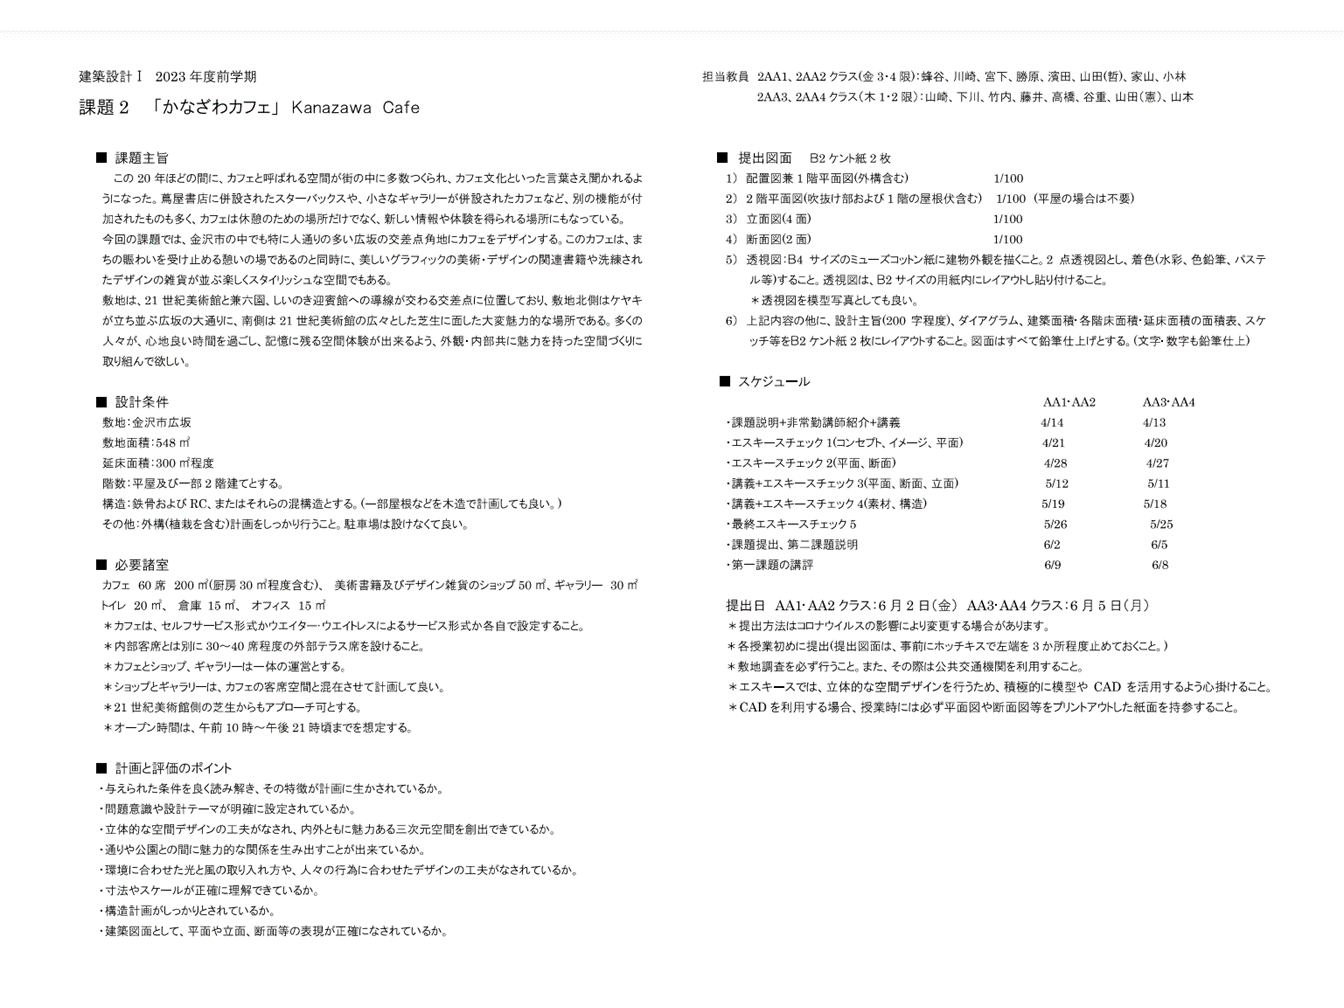 建築設計Ⅰ 2023 年度前学期
課題 2 「かなざわカフェ」 Kanazawa Cafe
■ 課題主旨
この 20 年ほどの間に、カフェと呼ばれる空間が街の中に多数つくられ、カフェ文化といった言葉さえ聞かれるよ
うになった。蔦屋書店に併設されたスターバックスや、小さなギャラリーが併設されたカフェなど、別の機能が付
加されたものも多く、カフェは休憩のための場所だけでなく、新しい情報や体験を得られる場所にもなっている。
今回の課題では、金沢市の中でも特に人通りの多い広坂の交差点角地にカフェをデザインする。このカフェは、ま
ちの賑わいを受け止める憩いの場であるのと同時に、美しいグラフィックの美術・デザインの関連書籍や洗練され
たデザインの雑貨が並ぶ楽しくスタイリッシュな空間でもある。
敷地は、21 世紀美術館と兼六園、しいのき迎賓館への導線が交わる交差点に位置しており、敷地北側はケヤキ
が立ち並ぶ広坂の大通りに、南側は 21 世紀美術館の広々とした芝生に面した大変魅力的な場所である。多くの
人々が、心地良い時間を過ごし、記憶に残る空間体験が出来るよう、外観・内部共に魅力を持った空間づくりに
取り組んで欲しい。
■ 設計条件
敷地：金沢市広坂
敷地面積：548 ㎡
延床面積：300 ㎡程度
階数：平屋及び一部 2 階建てとする。
構造：鉄骨および RC、またはそれらの混構造とする。(一部屋根などを木造で計画しても良い。)
その他：外構(植栽を含む)計画をしっかり行うこと。駐車場は設けなくて良い。
■ 必要諸室
カフェ 60 席 200 ㎡(厨房 30 ㎡程度含む)、 美術書籍及びデザイン雑貨のショップ 50 ㎡、ギャラリー 30 ㎡
トイレ 20 ㎡、 倉庫 15 ㎡、 オフィス 15 ㎡
＊カフェは、セルフサービス形式かウエイター・ウエイトレスによるサービス形式か各自で設定すること。
＊内部客席とは別に 30～40 席程度の外部テラス席を設けること。
＊カフェとショップ、ギャラリーは一体の運営とする。
＊ショップとギャラリーは、カフェの客席空間と混在させて計画して良い。
＊21 世紀美術館側の芝生からもアプローチ可とする。
＊オープン時間は、午前 10 時～午後 21 時頃までを想定する。
■ 計画と評価のポイント
・与えられた条件を良く読み解き、その特徴が計画に生かされているか。
・問題意識や設計テーマが明確に設定されているか。
・立体的な空間デザインの工夫がなされ、内外ともに魅力ある三次元空間を創出できているか。
・通りや公園との間に魅力的な関係を生み出すことが出来ているか。
・環境に合わせた光と風の取り入れ方や、人々の行為に合わせたデザインの工夫がなされているか。
・寸法やスケールが正確に理解できているか。
・構造計画がしっかりとされているか。
・建築図面として、平面や立面、断面等の表現が正確になされているか。
担当教員 2AA1、2AA2 クラス(金 3・4 限)：蜂谷、川﨑、宮下、勝原、濱田、山田(哲)、家山、小林
2AA3、2AA4 クラス(木 1・2 限)：山崎、下川、竹内、藤井、高橋、谷重、山田(憲)、山本
■ 提出図面 B2 ケント紙 2 枚
1) 配置図兼 1 階平面図(外構含む) 1/100
2) 2 階平面図(吹抜け部および 1 階の屋根伏含む) 1/100 (平屋の場合は不要)
3) 立面図(4 面) 1/100
4) 断面図(2 面) 1/100
5) 透視図：B4 サイズのミューズコットン紙に建物外観を描くこと。2 点透視図とし、着色(水彩、色鉛筆、パステ
ル等)すること。透視図は、B2 サイズの用紙内にレイアウトし貼り付けること。
＊透視図を模型写真としても良い。
6) 上記内容の他に、設計主旨(200 字程度)、ダイアグラム、建築面積・各階床面積・延床面積の面積表、スケ
ッチ等をB2 ケント紙 2 枚にレイアウトすること。図面はすべて鉛筆仕上げとする。(文字・数字も鉛筆仕上)
■ スケジュール
AA1・AA2 AA3・AA4
・課題説明+非常勤講師紹介+講義 4/14 4/13
・エスキースチェック 1(コンセプト、イメージ、平面) 4/21 4/20
・エスキースチェック 2(平面、断面) 4/28 4/27
・講義+エスキースチェック 3(平面、断面、立面) 5/12 5/11
・講義+エスキースチェック 4(素材、構造) 5/19 5/18
・最終エスキースチェック 5 5/26 5/25
・課題提出、第二課題説明 6/2 6/5
・第一課題の講評 6/9 6/8
提出日 AA1・AA2 クラス：6 月 2 日(金) AA3・AA4 クラス：6 月 5 日(月)
＊提出方法はコロナウイルスの影響により変更する場合があります。
＊各授業初めに提出(提出図面は、事前にホッチキスで左端を 3 か所程度止めておくこと。)
＊敷地調査を必ず行うこと。また、その際は公共交通機関を利用すること。
＊エスキースでは、立体的な空間デザインを行うため、積極的に模型や CAD を活用するよう心掛けること。
＊CAD を利用する場合、授業時には必ず平面図や断面図等をプリントアウトした紙面を持参すること。